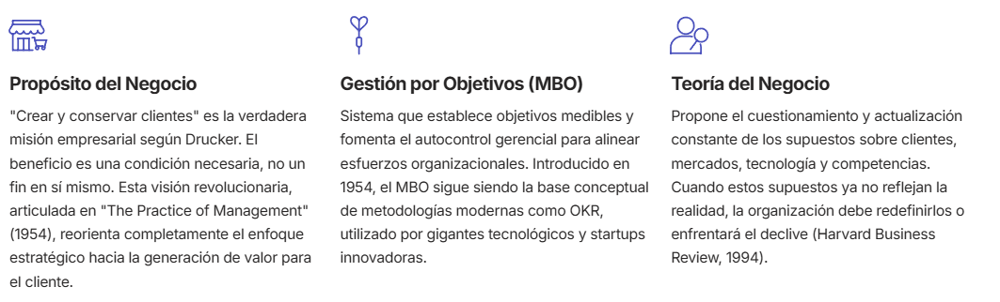 Propósito del Negocio
"Crear y conservar clientes" es la verdadera
misión empresarial según Drucker. El
beneficio es una condición necesaria, no un
fin en sí mismo. Esta visión revolucionaria,
articulada en "The Practice of Management"
(1954), reorienta completamente el enfoque
estratégico hacia la generación de valor para
el cliente.
Gestión por Objetivos (MBO)
Sistema que establece objetivos medibles y
fomenta el autocontrol gerencial para alinear
esfuerzos organizacionales. Introducido en
1954, el MBO sigue siendo la base conceptual
de metodologías modernas como OKR,
utilizado por gigantes tecnológicos y startups
innovadoras.
Teoría del Negocio
Propone el cuestionamiento y actualización
constante de los supuestos sobre clientes,
mercados, tecnología y competencias.
Cuando estos supuestos ya no reflejan la
realidad, la organización debe redefinirlos o
enfrentará el declive (Harvard Business
Review, 1994).